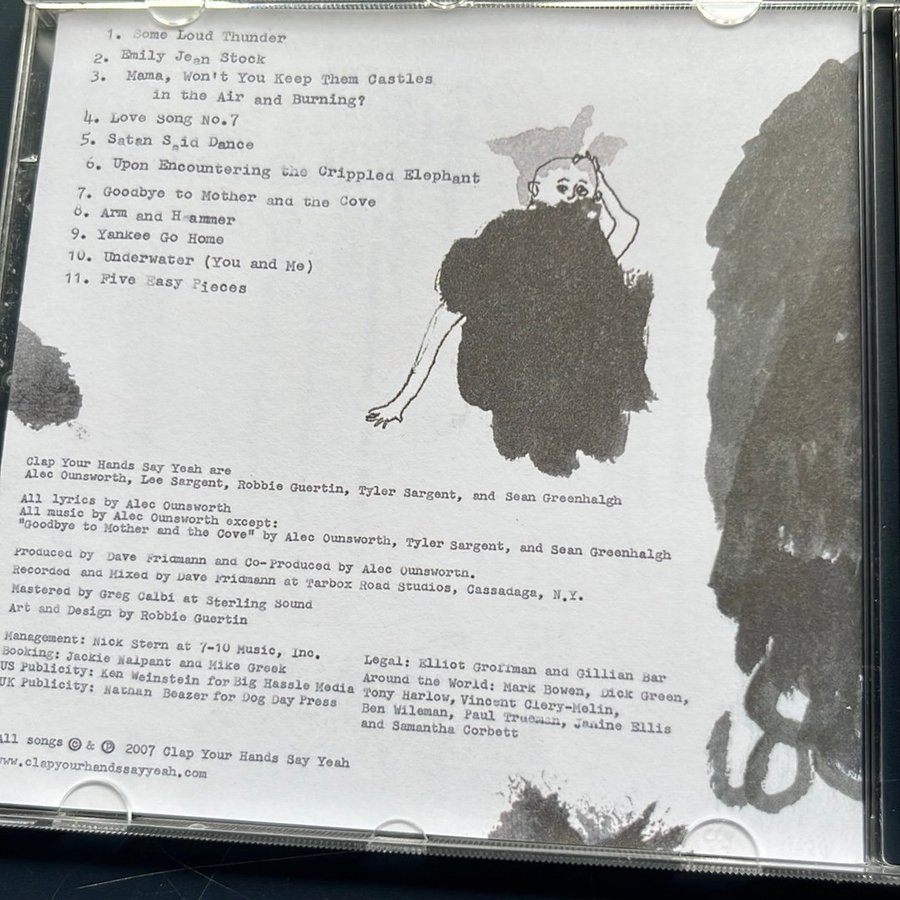 1. Some Loud Thunder
2. Emily Jean Stock
3. Mama, Won't You Keep Them Castles
in the Air and Burning?
4. Love Song No.7
5. Satan Said Dance
6. Upon Encountering the Crippled Elephant
7. Goodbye to Mother and the Cove
8. Arm and Hammer
9. Yankee Go Home
10. Underwater (You and Me)
11. Five Easy Pieces
Clap Your Hands Say Yeah are
Alec Ounsworth, Lee Sargent, Robbie Guertin, Tyler Sargent, and Sean Greenhalgh
All lyrics by Alec Ounsworth
All music by Alec Ounsworth except:
"Goodbye to Mother and the Cove" by Alec Ounsworth, Tyler Sargent, and Sean Greenhalgh
Produced by Dave Fridmann and Co-Produced by Alec Ounsworth.
Recorded and Mixed by Dave Fridmann at Tarbox Road Studios, Cassadaga, N.Y.
Mastered by Greg Calbi at Sterling Sound
Art and Design by Robbie Guertin
Management: Nick Stern at 7-10 Music, Inc.
Booking: Jackie Nalpant and Mike Greek
US Publicity: Ken Weinstein for Big Hassle Media
UK Publicity: Nathan Beazer for Dog Day Press
Legal: Elliot Groffman and Gillian Bar
Around the World: Mark Bowen, Dick Green,
Tony Harlow, Vincent Clery-Melin,
Ben Wileman, Paul Trueman, Janine Ellis
and Samantha Corbett
All songs © & ℗ 2007 Clap Your Hands Say Yeah
www.clapyourhandssayyeah.com